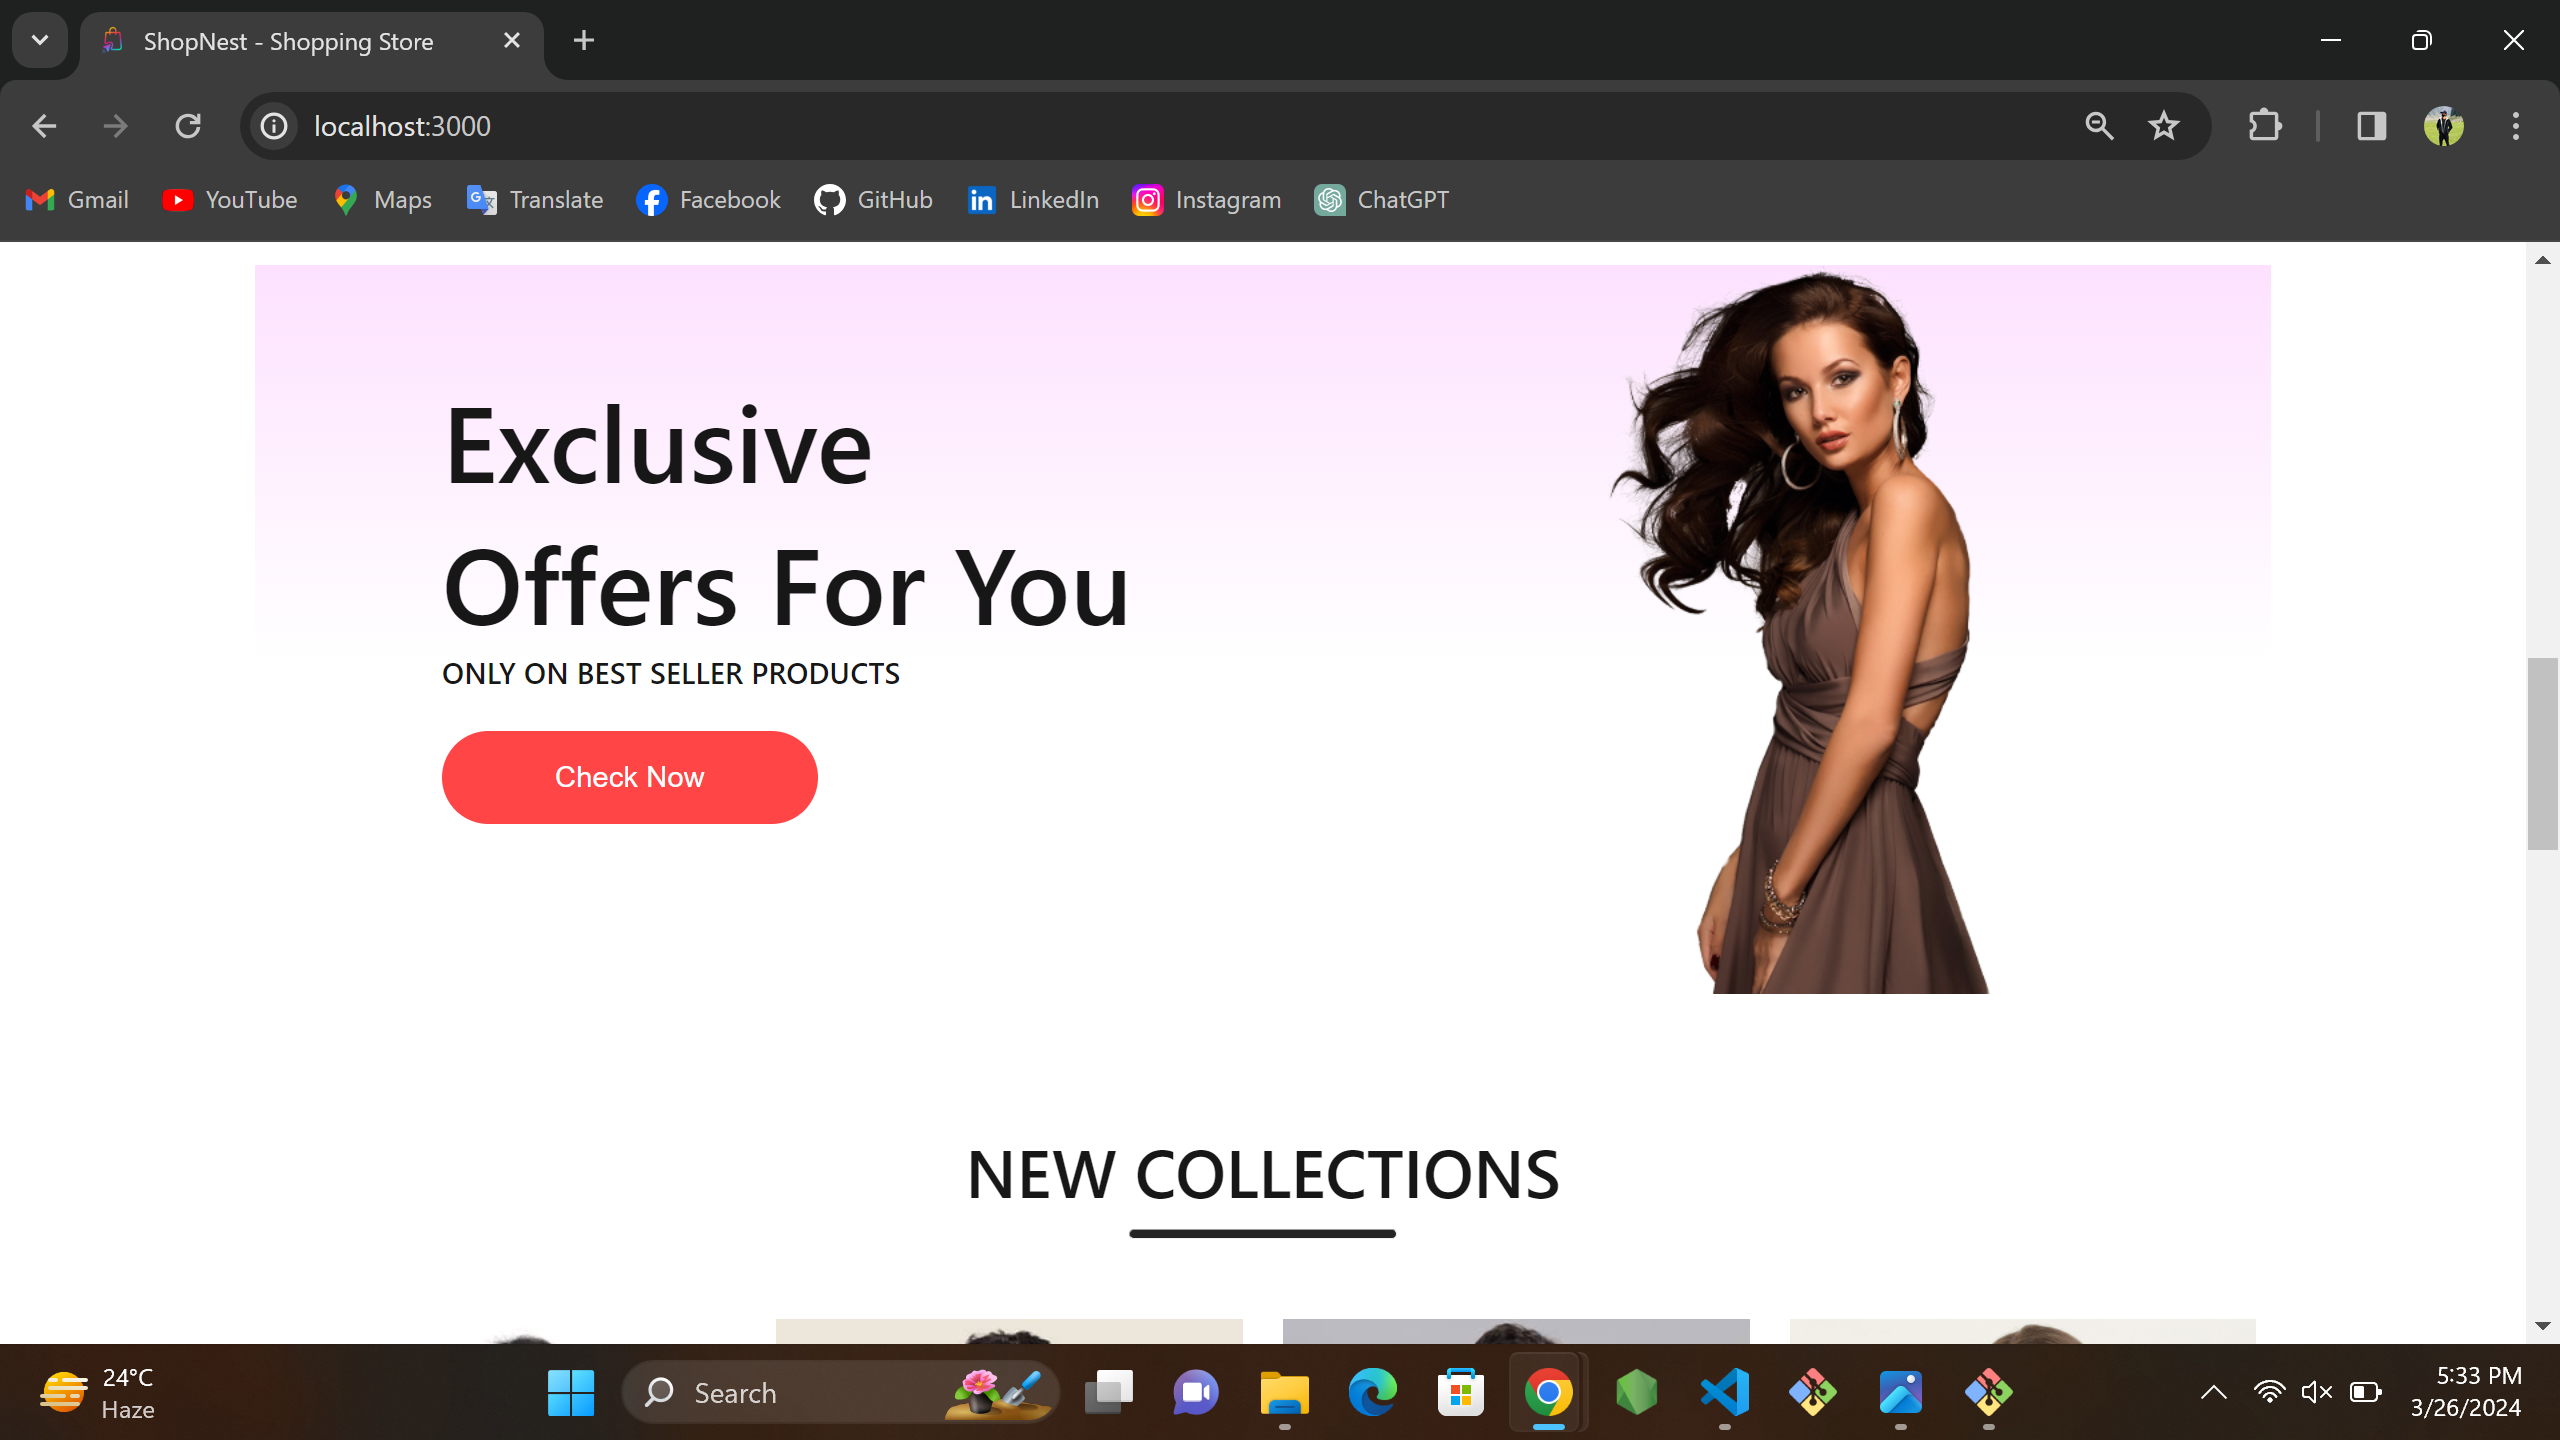 ShopNest - Shopping Store
localhost:3000
Gmail YouTube Maps Translate Facebook GitHub LinkedIn Instagram ChatGPT
Exclusive
Offers For You
ONLY ON BEST SELLER PRODUCTS
Check Now
NEW COLLECTIONS
24°C
Haze
Search
5:33 PM
3/26/2024